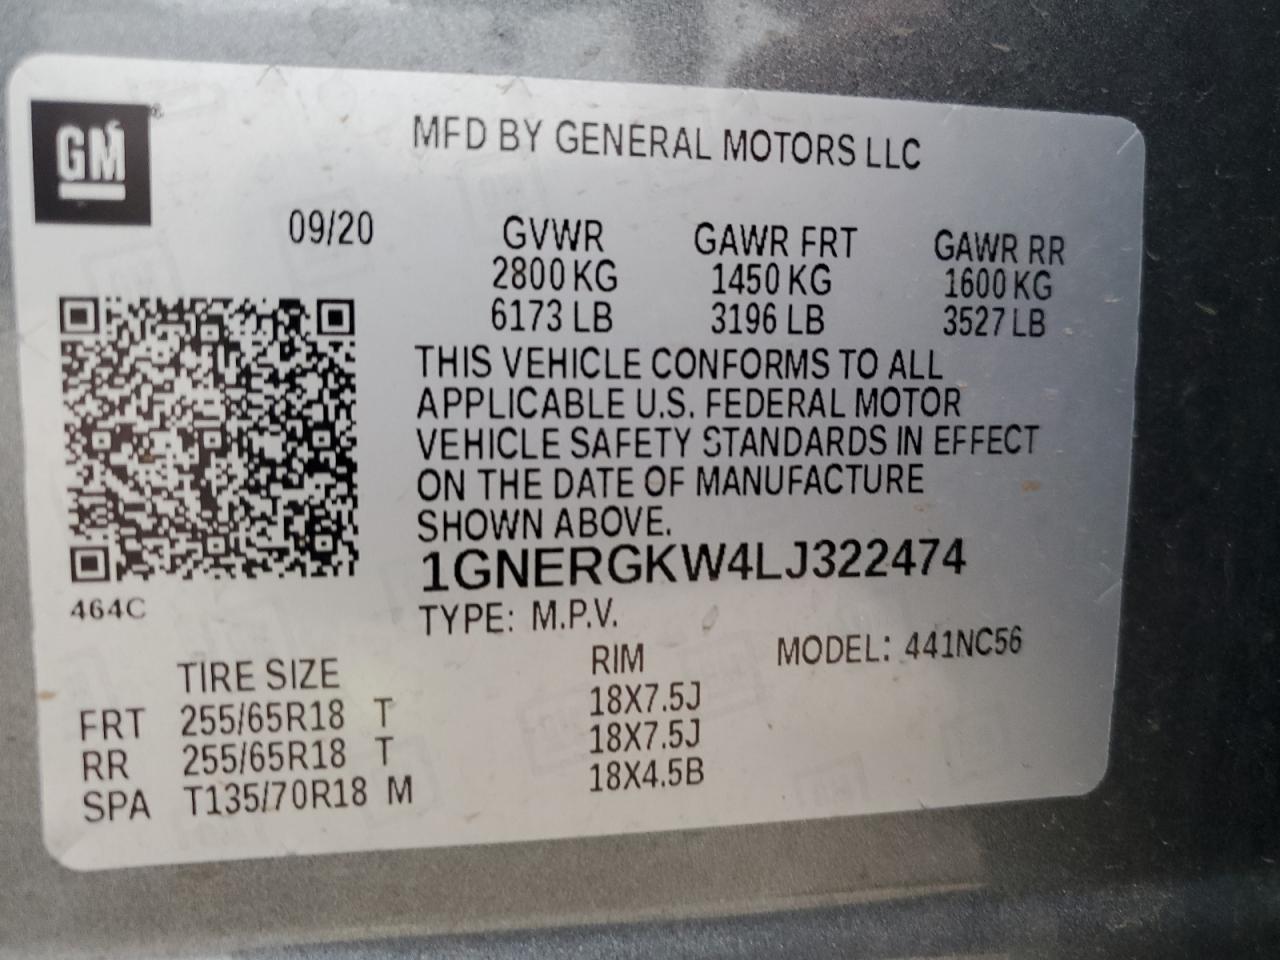 GM
MFD BY GENERAL MOTORS LLC
09/20 GVWR GAWR FRT GAWR RR
2800 KG 1450 KG 1600 KG
6173 LB 3196 LB 3527 LB
THIS VEHICLE CONFORMS TO ALL
APPLICABLE U.S. FEDERAL MOTOR
VEHICLE SAFETY STANDARDS IN EFFECT
ON THE DATE OF MANUFACTURE
SHOWN ABOVE.
1GNERGKW4LJ322474
464C
TYPE: M.P.V. MODEL: 441NC56
TIRE SIZE RIM
FRT 255/65R18 T 18X7.5J
RR 255/65R18 T 18X7.5J
SPA T135/70R18 M 18X4.5B